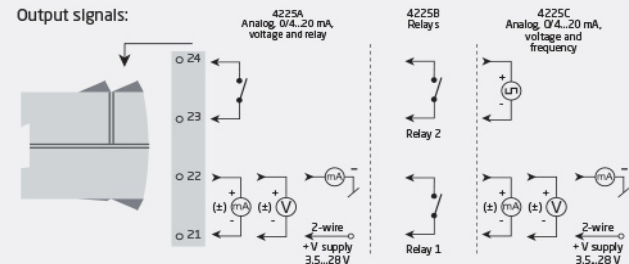 Output signals:
4225A
Analog, 0/4...20 mA,
voltage and relay
4225B
Relays
4225C
Analog, 0/4...20 mA,
voltage and
frequency
24
23
22
21
+
-
Relay 2
+
(±) mA
-
+
(±) V
-
mA -
2-wire
+ V supply
3.5...28 V
Relay 1
+
(±) mA
-
+
(±) V
-
mA -
2-wire
+ V supply
3.5...28 V